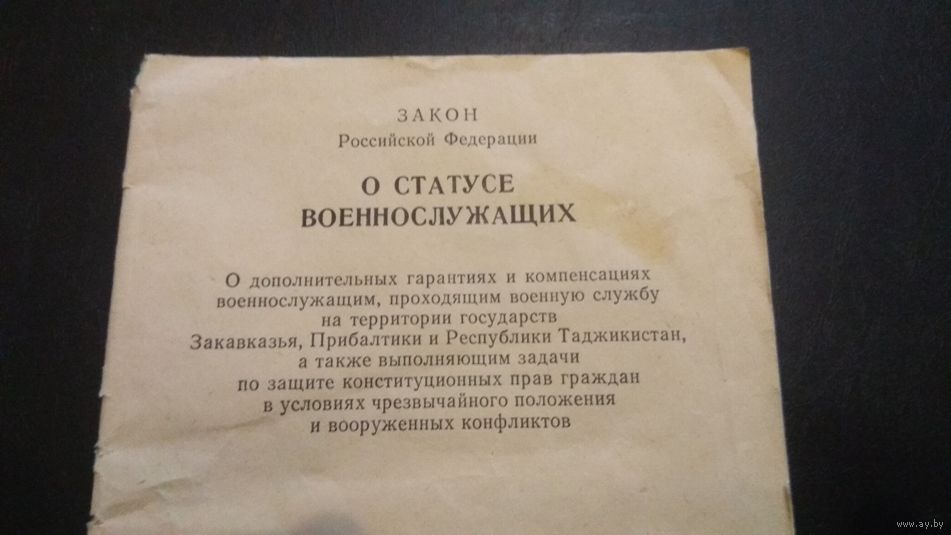 ЗАКОН
Российской Федерации
О СТАТУСЕ
ВОЕННОСЛУЖАЩИХ
О дополнительных гарантиях и компенсациях
военнослужащим, проходящим военную службу
на территории государств
Закавказья, Прибалтики и Республики Таджикистан,
а также выполняющим задачи
по защите конституционных прав граждан
в условиях чрезвычайного положения
и вооруженных конфликтов
www.ay.by